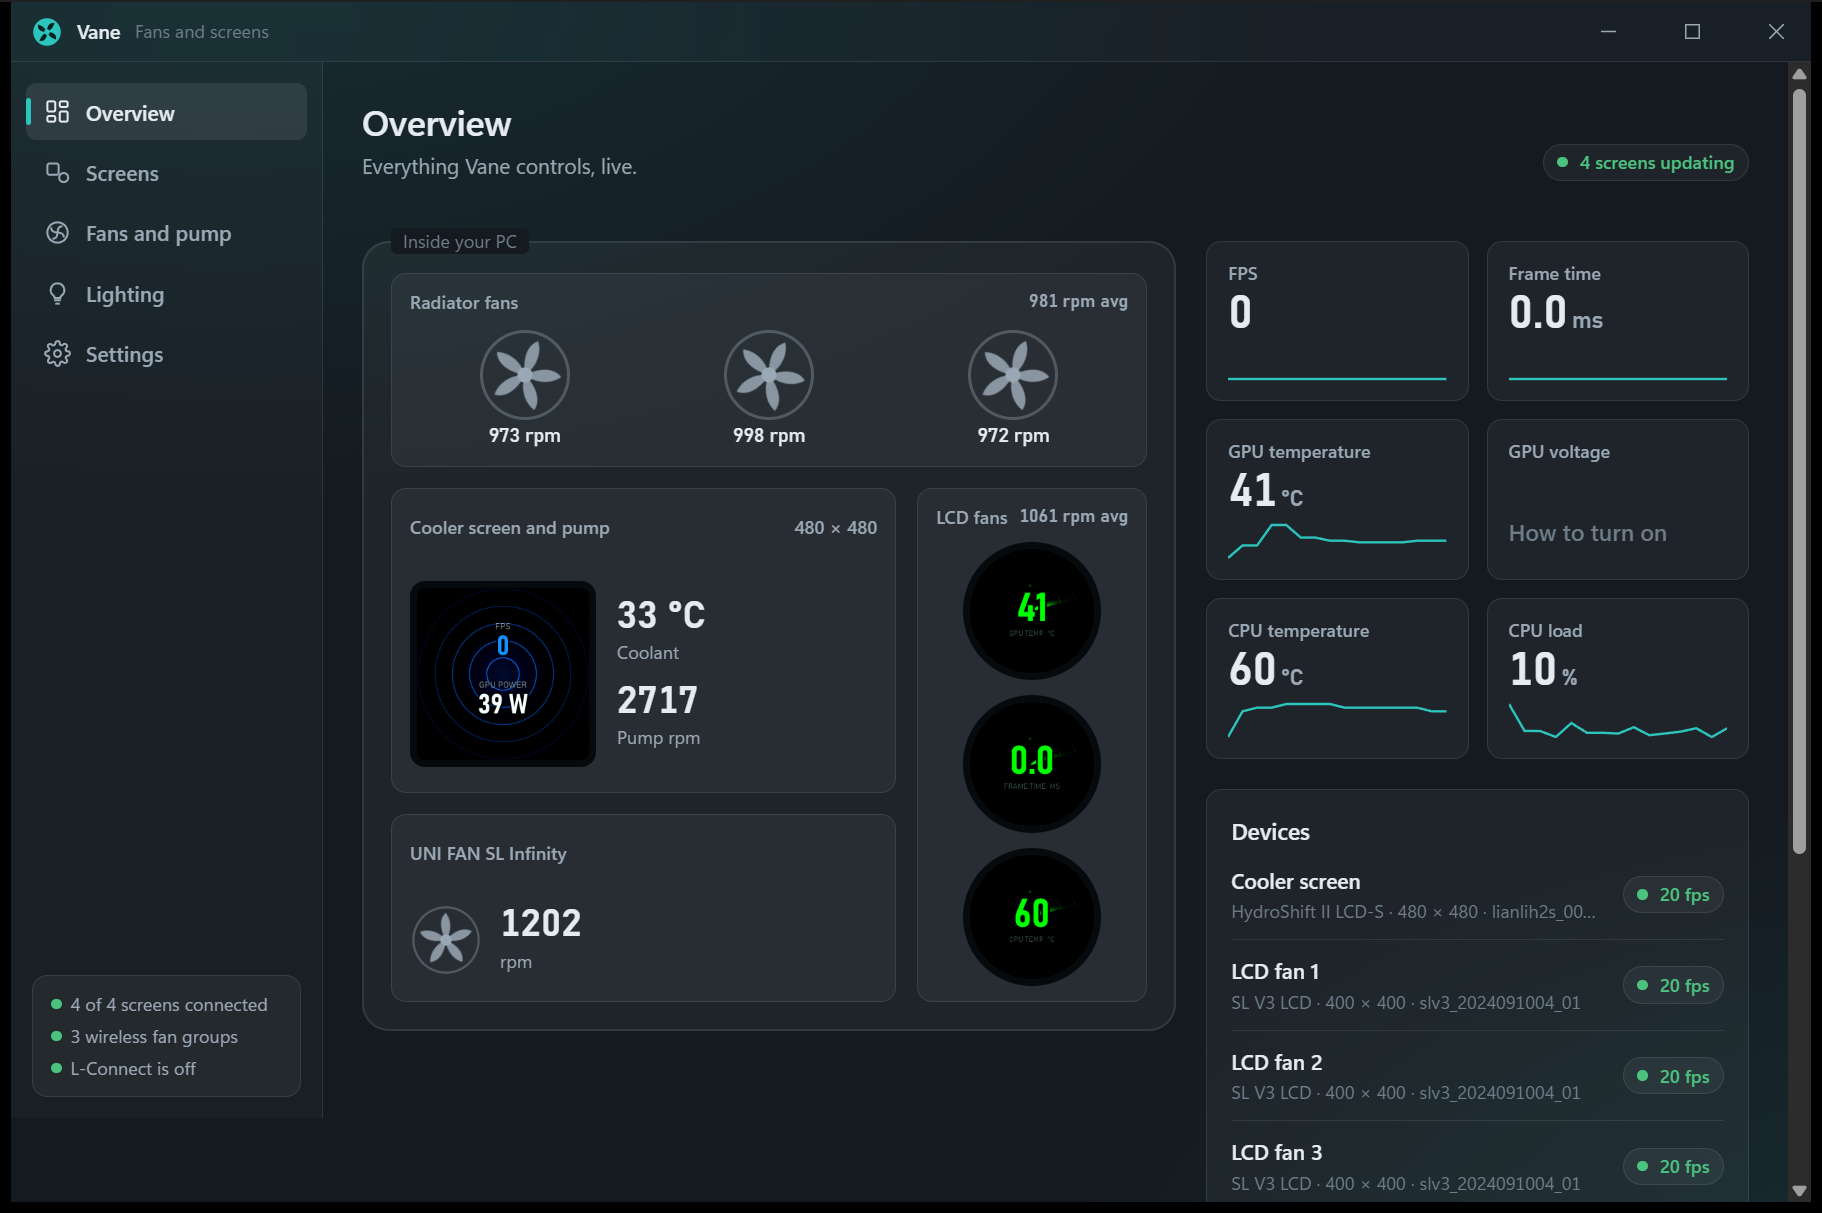 Vane Fans and screens
Overview
Screens
Fans and pump
Lighting
Settings
4 of 4 screens connected
3 wireless fan groups
L-Connect is off
Overview
Everything Vane controls, live.
4 screens updating
Inside your PC
Radiator fans 981 rpm avg
973 rpm 998 rpm 972 rpm
Cooler screen and pump 480 × 480
FPS
0
GPU POWER
39 W
33 °C
Coolant
2717
Pump rpm
UNI FAN SL Infinity
1202
rpm
LCD fans 1061 rpm avg
41
GPU TEMP °C
0.0
FRAME TIME MS
60
CPU TEMP °C
FPS
0
Frame time
0.0 ms
GPU temperature
41 °C
GPU voltage
How to turn on
CPU temperature
60 °C
CPU load
10 %
Devices
Cooler screen
HydroShift II LCD-S · 480 × 480 · lianlih2s_00...
20 fps
LCD fan 1
SL V3 LCD · 400 × 400 · slv3_2024091004_01
20 fps
LCD fan 2
SL V3 LCD · 400 × 400 · slv3_2024091004_01
20 fps
LCD fan 3
SL V3 LCD · 400 × 400 · slv3_2024091004_01
20 fps